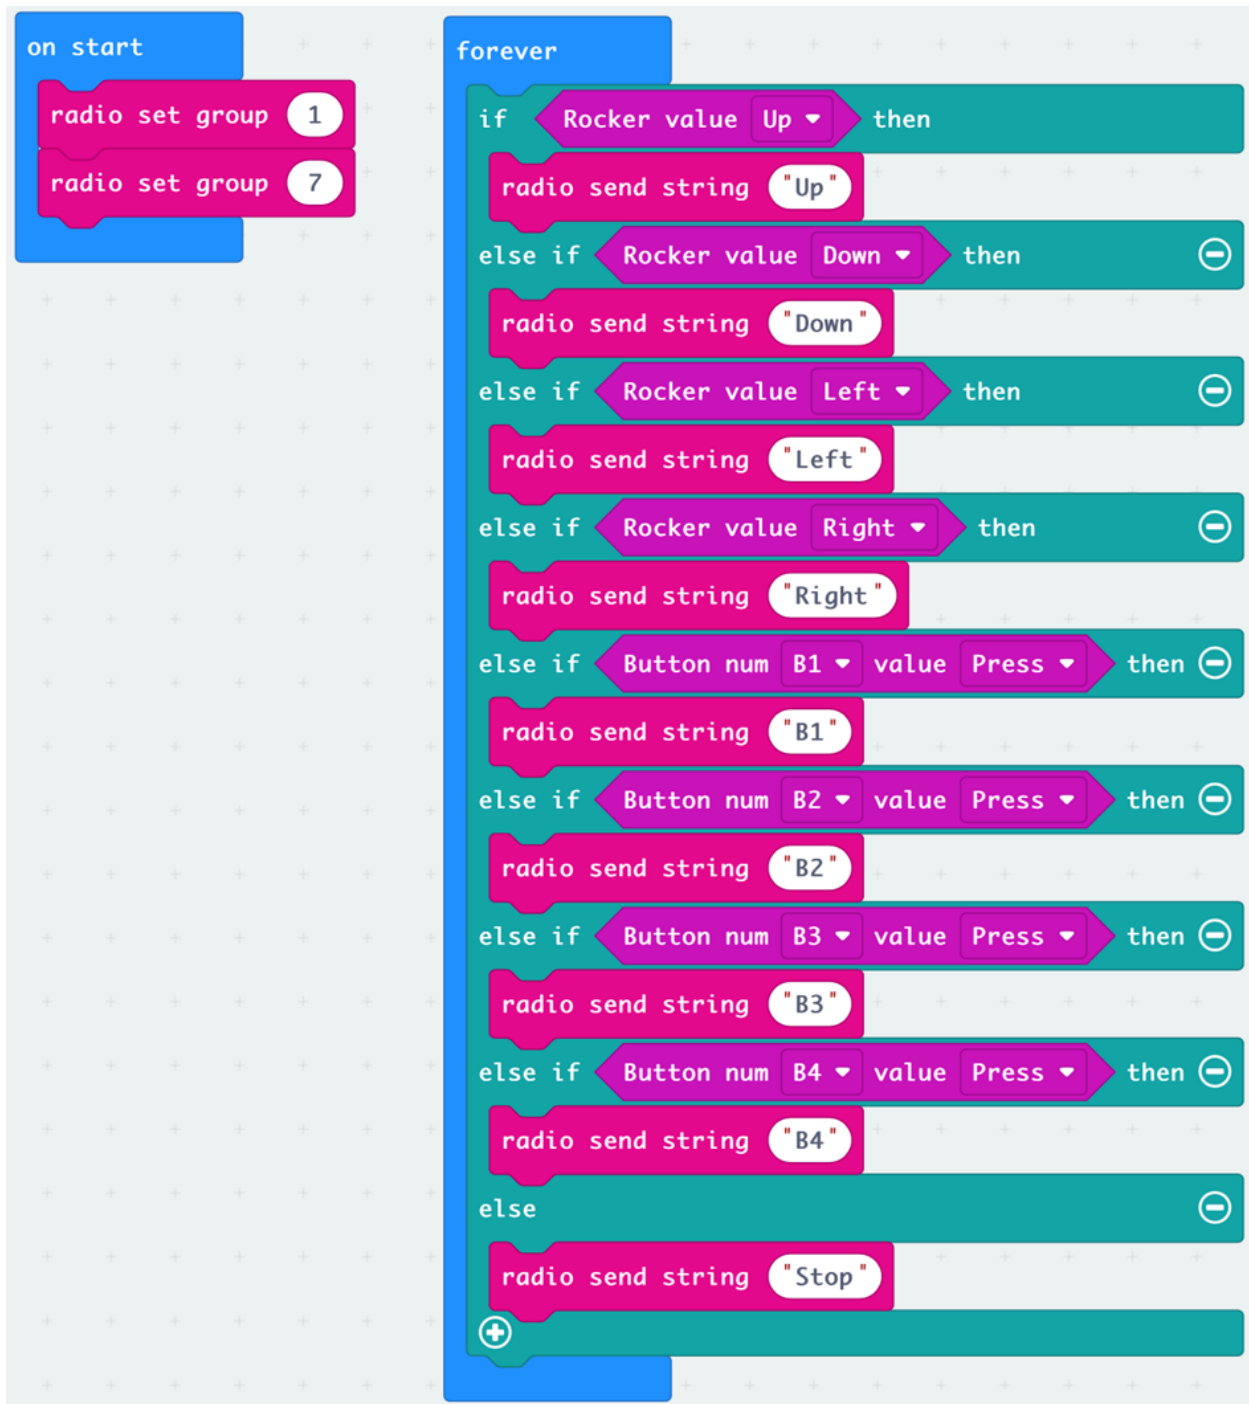 on start
radio set group 1
radio set group 7
forever
if Rocker value Up then
radio send string "Up"
else if Rocker value Down then
radio send string "Down"
else if Rocker value Left then
radio send string "Left"
else if Rocker value Right then
radio send string "Right"
else if Button num B1 value Press then
radio send string "B1"
else if Button num B2 value Press then
radio send string "B2"
else if Button num B3 value Press then
radio send string "B3"
else if Button num B4 value Press then
radio send string "B4"
else
radio send string "Stop"